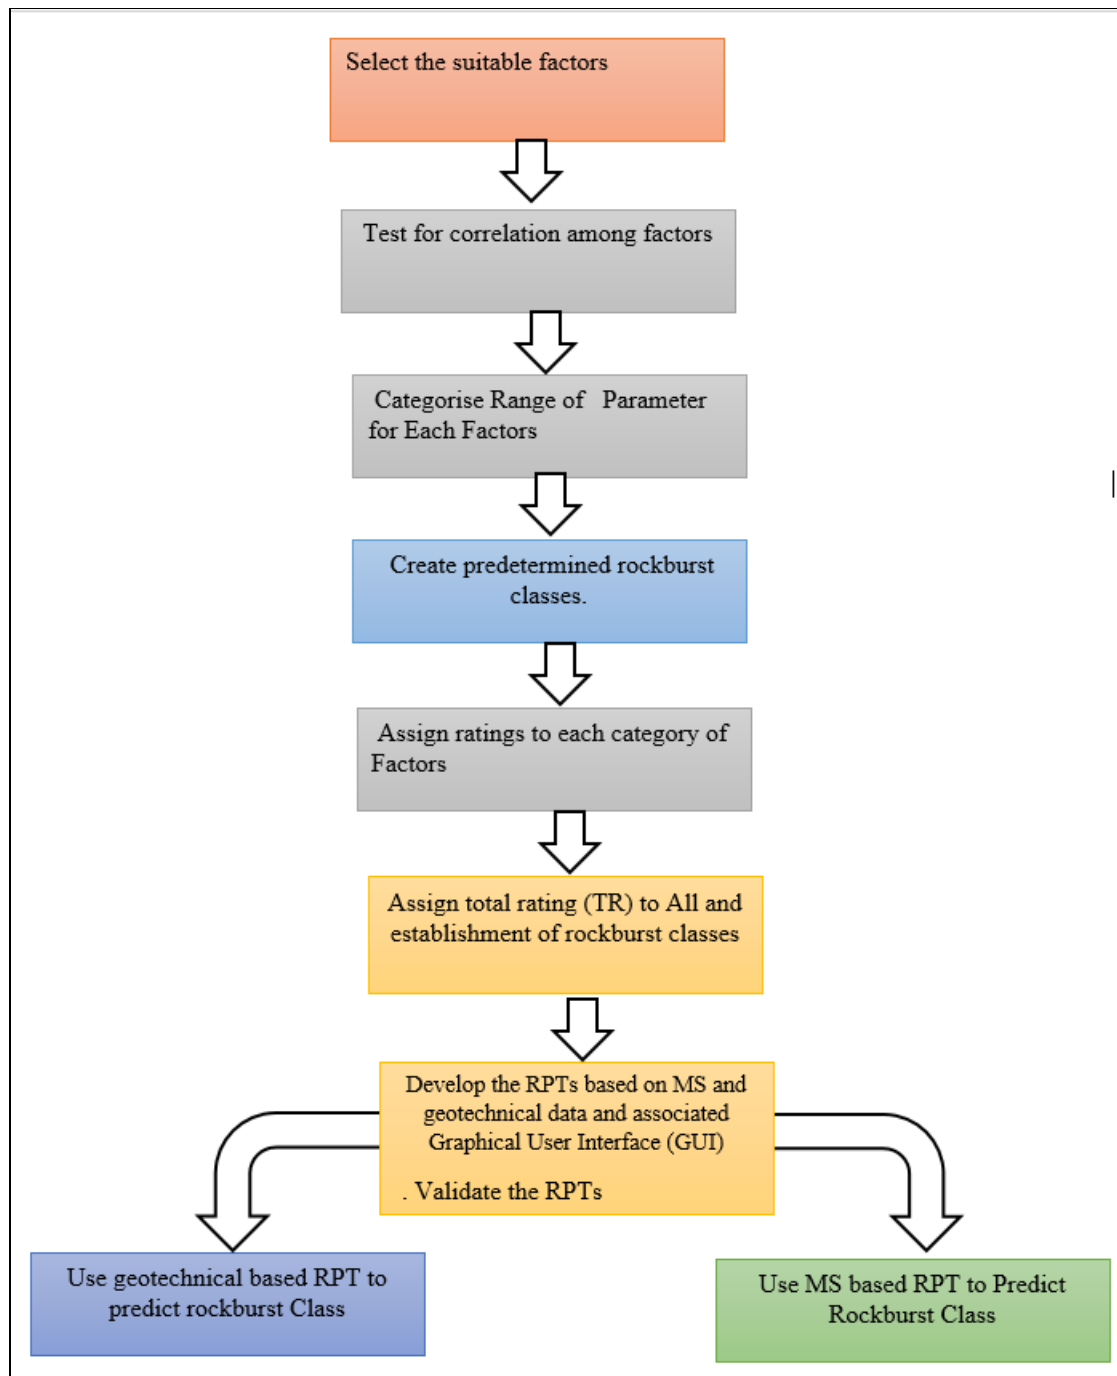 Select the suitable factors
Test for correlation among factors
Categorise Range of Parameter
for Each Factors
Create predetermined rockburst
classes.
Assign ratings to each category of
Factors
Assign total rating (TR) to All and
establishment of rockburst classes
Develop the RPTs based on MS and
geotechnical data and associated
Graphical User Interface (GUI)
. Validate the RPTs
Use geotechnical based RPT to
predict rockburst Class
Use MS based RPT to Predict
Rockburst Class